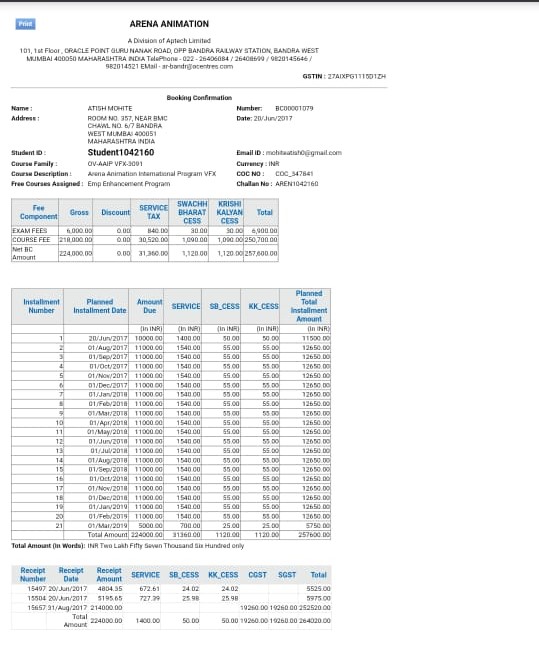 Print
ARENA ANIMATION
A Division of Aptech Limited
101, 1st Floor, ORACLE POINT GURU NANAK ROAD, OPP BANDRA RAILWAY STATION, BANDRA WEST
MUMBAI 400050 MAHARASHTRA INDIA TelePhone - 022 - 26406084 / 26408699 / 9820145646 /
982014521 EMail - ar-bandr@acentres.com
GSTIN : 27AIXPG1115D1ZH
Booking Confirmation
Name : ATISH MOHITE Number: BC00001079
Address : ROOM NO. 357, NEAR BMC Date: 20/Jun/2017
CHAWL NO. 6/7 BANDRA
WEST MUMBAI 400051
MAHARASHTRA INDIA
Student ID : Student1042160 Email ID : mohiteatish0@gmail.com
Course Family : OV-AAIP VFX-3091 Currency : INR
Course Description : Arena Animation International Program VFX COC NO : COC_347841
Free Courses Assigned : Emp Enhancement Program Challan No : AREN1042160
Fee Component Gross Discount SERVICE TAX SWACHH BHARAT CESS KRISHI KALYAN CESS Total
EXAM FEES 6,000.00 0.00 840.00 30.00 30.00 6,900.00
COURSE FEE 218,000.00 0.00 30,520.00 1,090.00 1,090.00 250,700.00
Net BC Amount 224,000.00 0.00 31,360.00 1,120.00 1,120.00 257,600.00
Installment Number Planned Installment Date Amount Due SERVICE SB_CESS KK_CESS Planned Total Installment Amount
(In INR) (In INR) (In INR) (In INR) (In INR)
1 20/Jun/2017 10000.00 1400.00 50.00 50.00 11500.00
2 01/Aug/2017 11000.00 1540.00 55.00 55.00 12650.00
3 01/Sep/2017 11000.00 1540.00 55.00 55.00 12650.00
4 01/Oct/2017 11000.00 1540.00 55.00 55.00 12650.00
5 01/Nov/2017 11000.00 1540.00 55.00 55.00 12650.00
6 01/Dec/2017 11000.00 1540.00 55.00 55.00 12650.00
7 01/Jan/2018 11000.00 1540.00 55.00 55.00 12650.00
8 01/Feb/2018 11000.00 1540.00 55.00 55.00 12650.00
9 01/Mar/2018 11000.00 1540.00 55.00 55.00 12650.00
10 01/Apr/2018 11000.00 1540.00 55.00 55.00 12650.00
11 01/May/2018 11000.00 1540.00 55.00 55.00 12650.00
12 01/Jun/2018 11000.00 1540.00 55.00 55.00 12650.00
13 01/Jul/2018 11000.00 1540.00 55.00 55.00 12650.00
14 01/Aug/2018 11000.00 1540.00 55.00 55.00 12650.00
15 01/Sep/2018 11000.00 1540.00 55.00 55.00 12650.00
16 01/Oct/2018 11000.00 1540.00 55.00 55.00 12650.00
17 01/Nov/2018 11000.00 1540.00 55.00 55.00 12650.00
18 01/Dec/2018 11000.00 1540.00 55.00 55.00 12650.00
19 01/Jan/2019 11000.00 1540.00 55.00 55.00 12650.00
20 01/Feb/2019 11000.00 1540.00 55.00 55.00 12650.00
21 01/Mar/2019 5000.00 700.00 25.00 25.00 5750.00
Total Amount 224000.00 31360.00 1120.00 1120.00 257600.00
Total Amount (In Words): INR Two Lakh Fifty Seven Thousand Six Hundred only
Receipt Number Receipt Date Receipt Amount SERVICE SB_CESS KK_CESS CGST SGST Total
15497 20/Jun/2017 4804.35 672.61 24.02 24.02 5525.00
15504 20/Jun/2017 5195.65 727.39 25.98 25.98 5975.00
15657 31/Aug/2017 214000.00 19260.00 19260.00 252520.00
Total Amount 224000.00 1400.00 50.00 50.00 19260.00 19260.00 264020.00